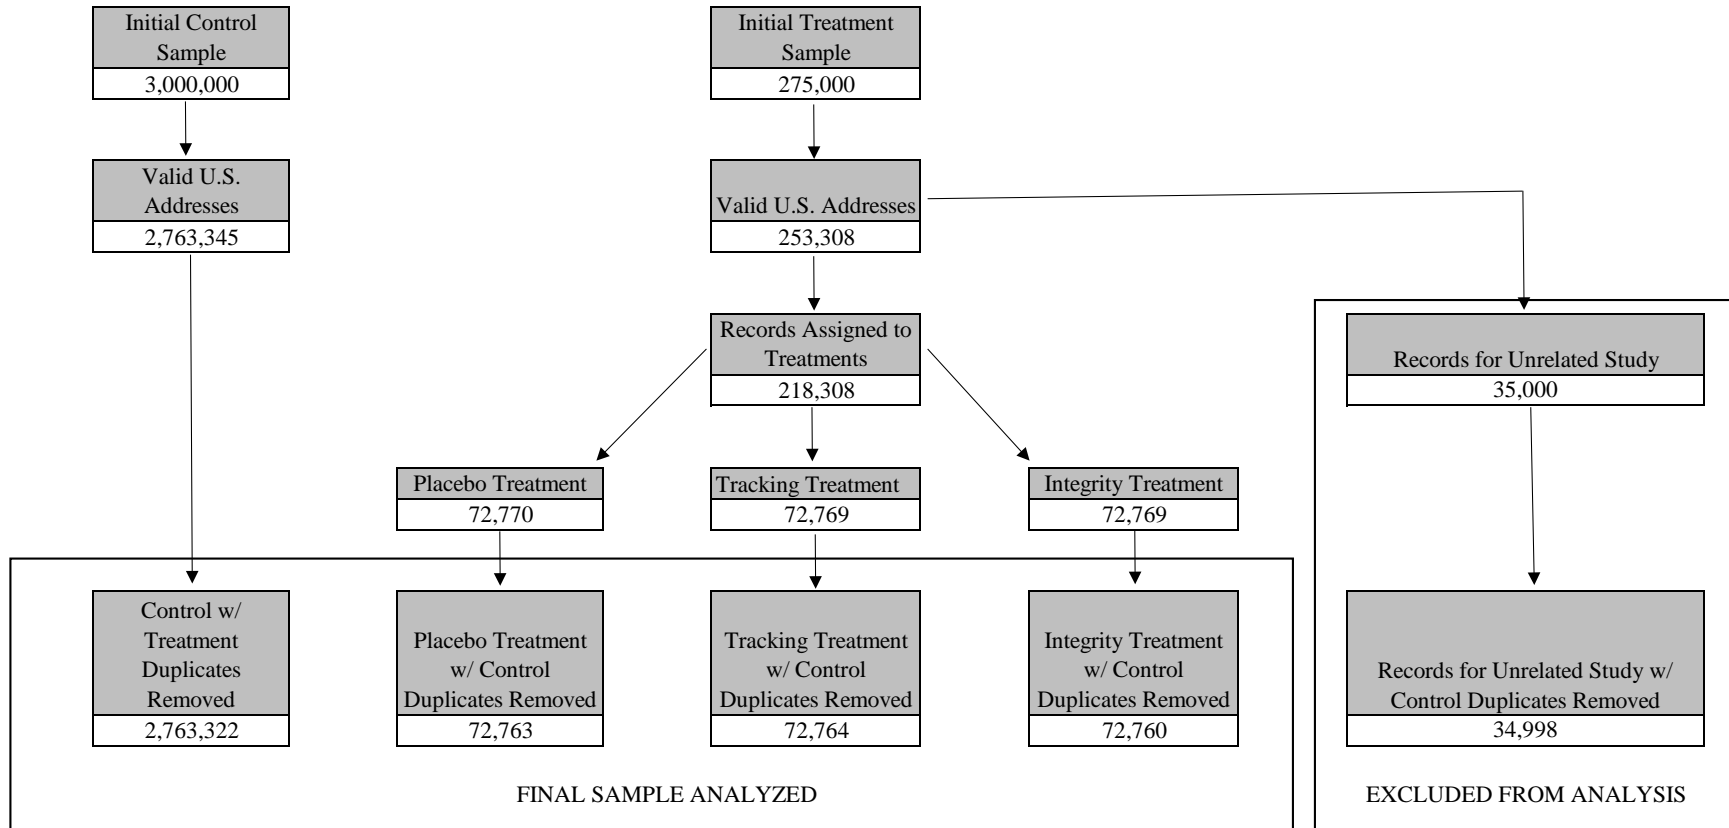 Initial Control
Sample
3,000,000
Initial Treatment
Sample
275,000
Valid U.S.
Addresses
2,763,345
Valid U.S. Addresses
253,308
Records Assigned to
Treatments
218,308
Records for Unrelated Study
35,000
Placebo Treatment
72,770
Tracking Treatment
72,769
Integrity Treatment
72,769
Control w/
Treatment
Duplicates
Removed
2,763,322
Placebo Treatment
w/ Control
Duplicates Removed
72,763
Tracking Treatment
w/ Control
Duplicates Removed
72,764
Integrity Treatment
w/ Control
Duplicates Removed
72,760
Records for Unrelated Study w/
Control Duplicates Removed
34,998
FINAL SAMPLE ANALYZED
EXCLUDED FROM ANALYSIS